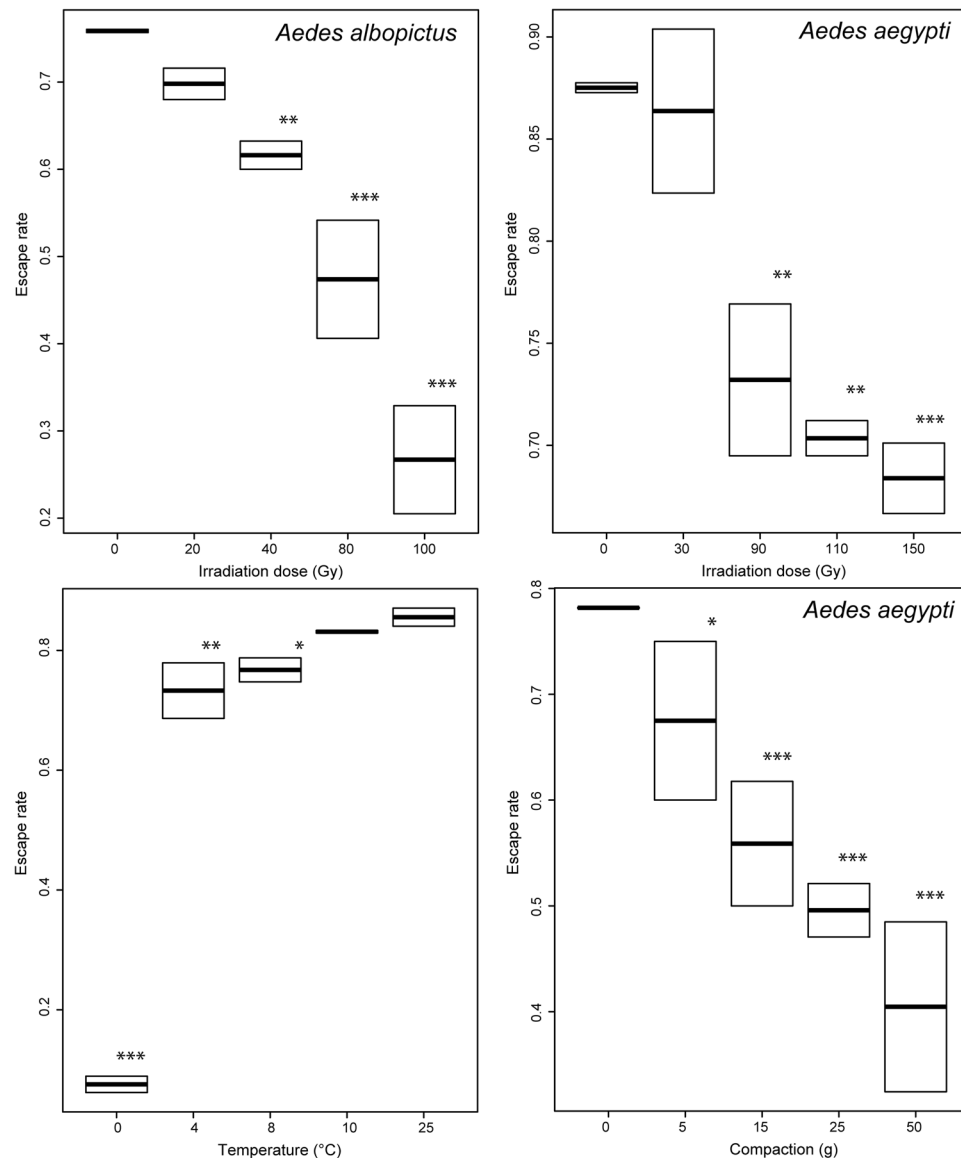 Aedes albopictus
Escape rate
0.7
0.6
0.5
0.4
0.3
0.2
**
***
***
0 20 40 80 100
Irradiation dose (Gy)
Aedes aegypti
Escape rate
0.90
0.85
0.80
0.75
0.70
**
**
***
0 30 90 110 150
Irradiation dose (Gy)
Escape rate
0.8
0.6
0.4
0.2
***
**
*
0 4 8 10 25
Temperature (°C)
Aedes aegypti
Escape rate
0.8
0.7
0.6
0.5
0.4
*
***
***
***
0 5 15 25 50
Compaction (g)